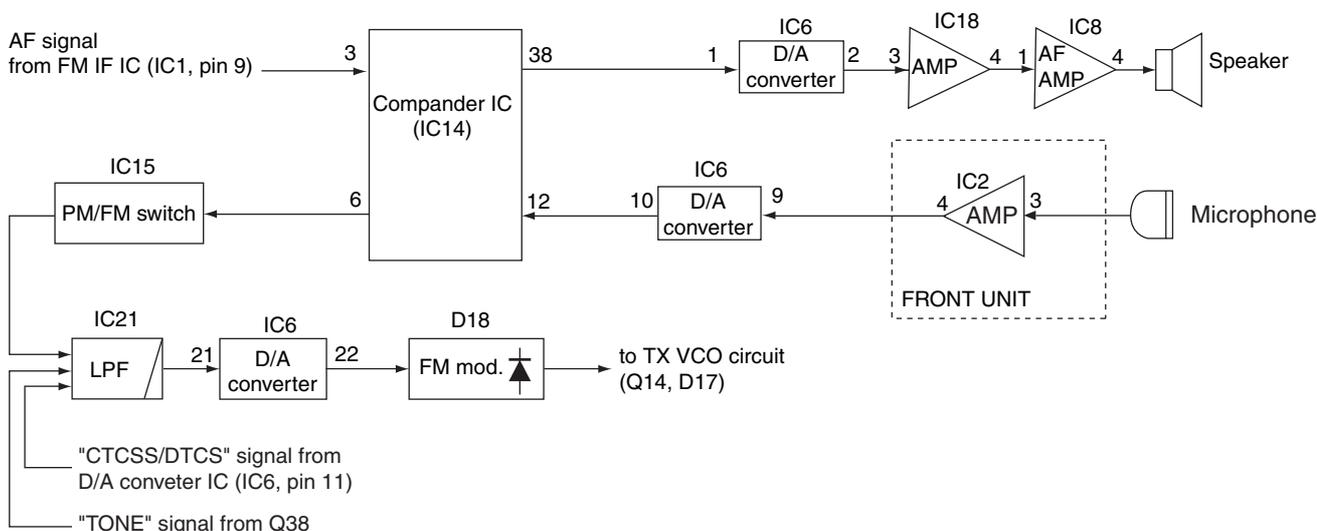 AF signal
from FM IF IC (IC1, pin 9)
3
Compander IC
(IC14)
38
1
IC6
D/A
converter
2
3
IC18
AMP
4
1
IC8
AF
AMP
4
Speaker
IC15
PM/FM switch
6
12
10
IC6
D/A
converter
9
4
IC2
AMP
3
Microphone
FRONT UNIT
IC21
LPF
21
IC6
D/A
converter
22
D18
FM mod.
to TX VCO circuit
(Q14, D17)
"CTCSS/DTCS" signal from
D/A conveter IC (IC6, pin 11)
"TONE" signal from Q38